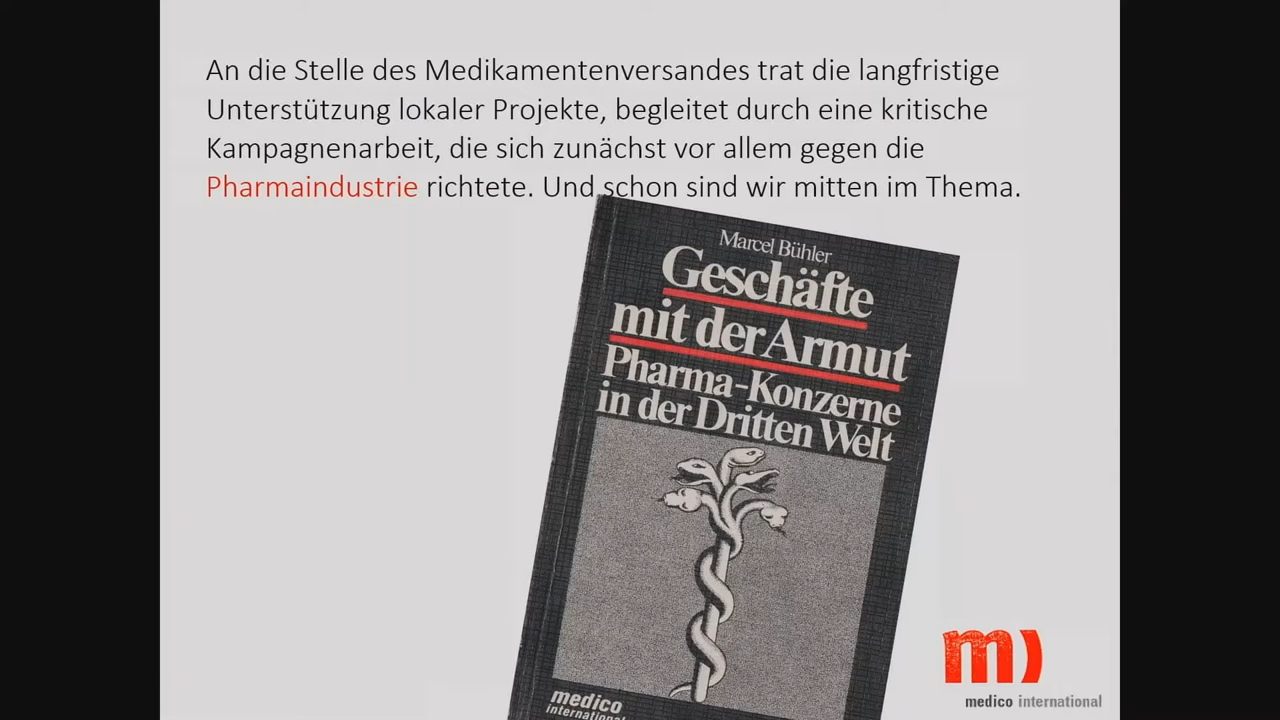 An die Stelle des Medikamentenversandes trat die langfristige
Unterstützung lokaler Projekte, begleitet durch eine kritische
Kampagnenarbeit, die sich zunächst vor allem gegen die
Pharmaindustrie richtete. Und schon sind wir mitten im Thema.
Marcel Bühler
Geschäfte
mit der Armut
Pharma-Konzerne
in der Dritten Welt
medico
international
m)
medico international